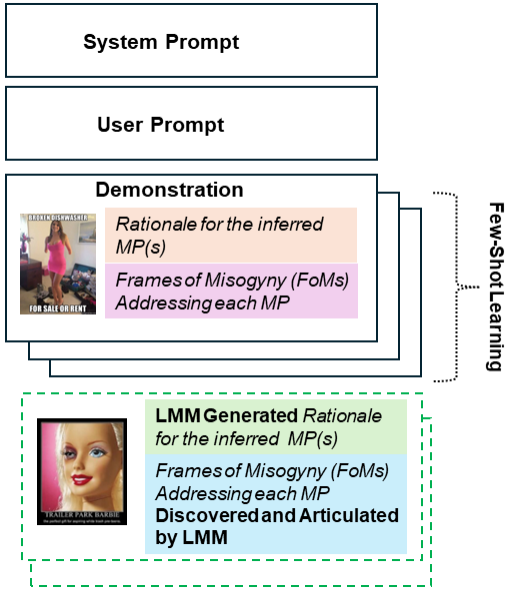 System Prompt
User Prompt
Demonstration
BROKEN DISHWASHER
FOR SALE OR RENT
Rationale for the inferred
MP(s)
Frames of Misogyny (FoMs)
Addressing each MP
Few-Shot Learning
TRAILER PARK BARBIE
LMM Generated Rationale
for the inferred MP(s)
Frames of Misogyny (FoMs)
Addressing each MP
Discovered and Articulated
by LMM